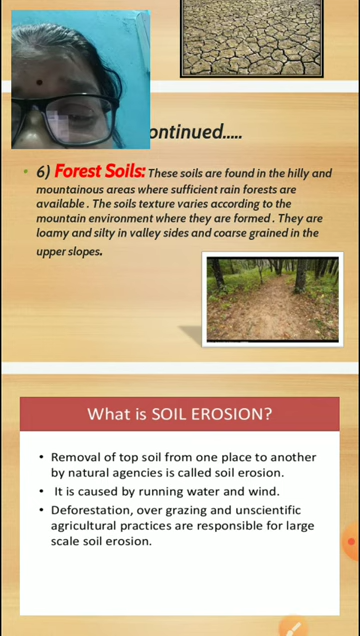 ontinued.....
• 6) Forest Soils: These soils are found in the hilly and
mountainous areas where sufficient rain forests are
available . The soils texture varies according to the
mountain environment where they are formed . They are
loamy and silty in valley sides and coarse grained in the
upper slopes.
What is SOIL EROSION?
• Removal of top soil from one place to another
by natural agencies is called soil erosion.
• It is caused by running water and wind.
• Deforestation, over grazing and unscientific
agricultural practices are responsible for large
scale soil erosion.